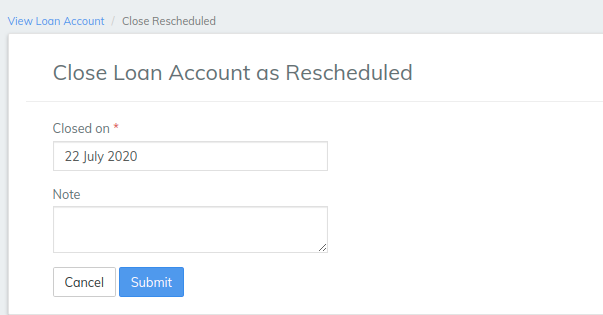 View Loan Account / Close Rescheduled
Close Loan Account as Rescheduled
Closed on *
22 July 2020
Note
Cancel Submit